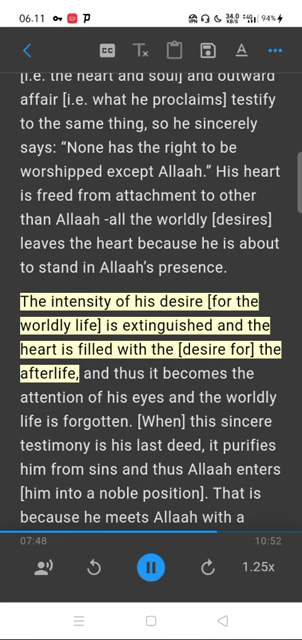 06.11
34.0
KB/S
94%
CC
[i.e. the heart and soul] and outward
affair [i.e. what he proclaims] testify
to the same thing, so he sincerely
says: “None has the right to be
worshipped except Allaah.” His heart
is freed from attachment to other
than Allaah -all the worldly [desires]
leaves the heart because he is about
to stand in Allaah’s presence.
The intensity of his desire [for the
worldly life] is extinguished and the
heart is filled with the [desire for] the
afterlife, and thus it becomes the
attention of his eyes and the worldly
life is forgotten. [When] this sincere
testimony is his last deed, it purifies
him from sins and thus Allaah enters
[him into a noble position]. That is
because he meets Allaah with a
07:48
10:52
1.25x